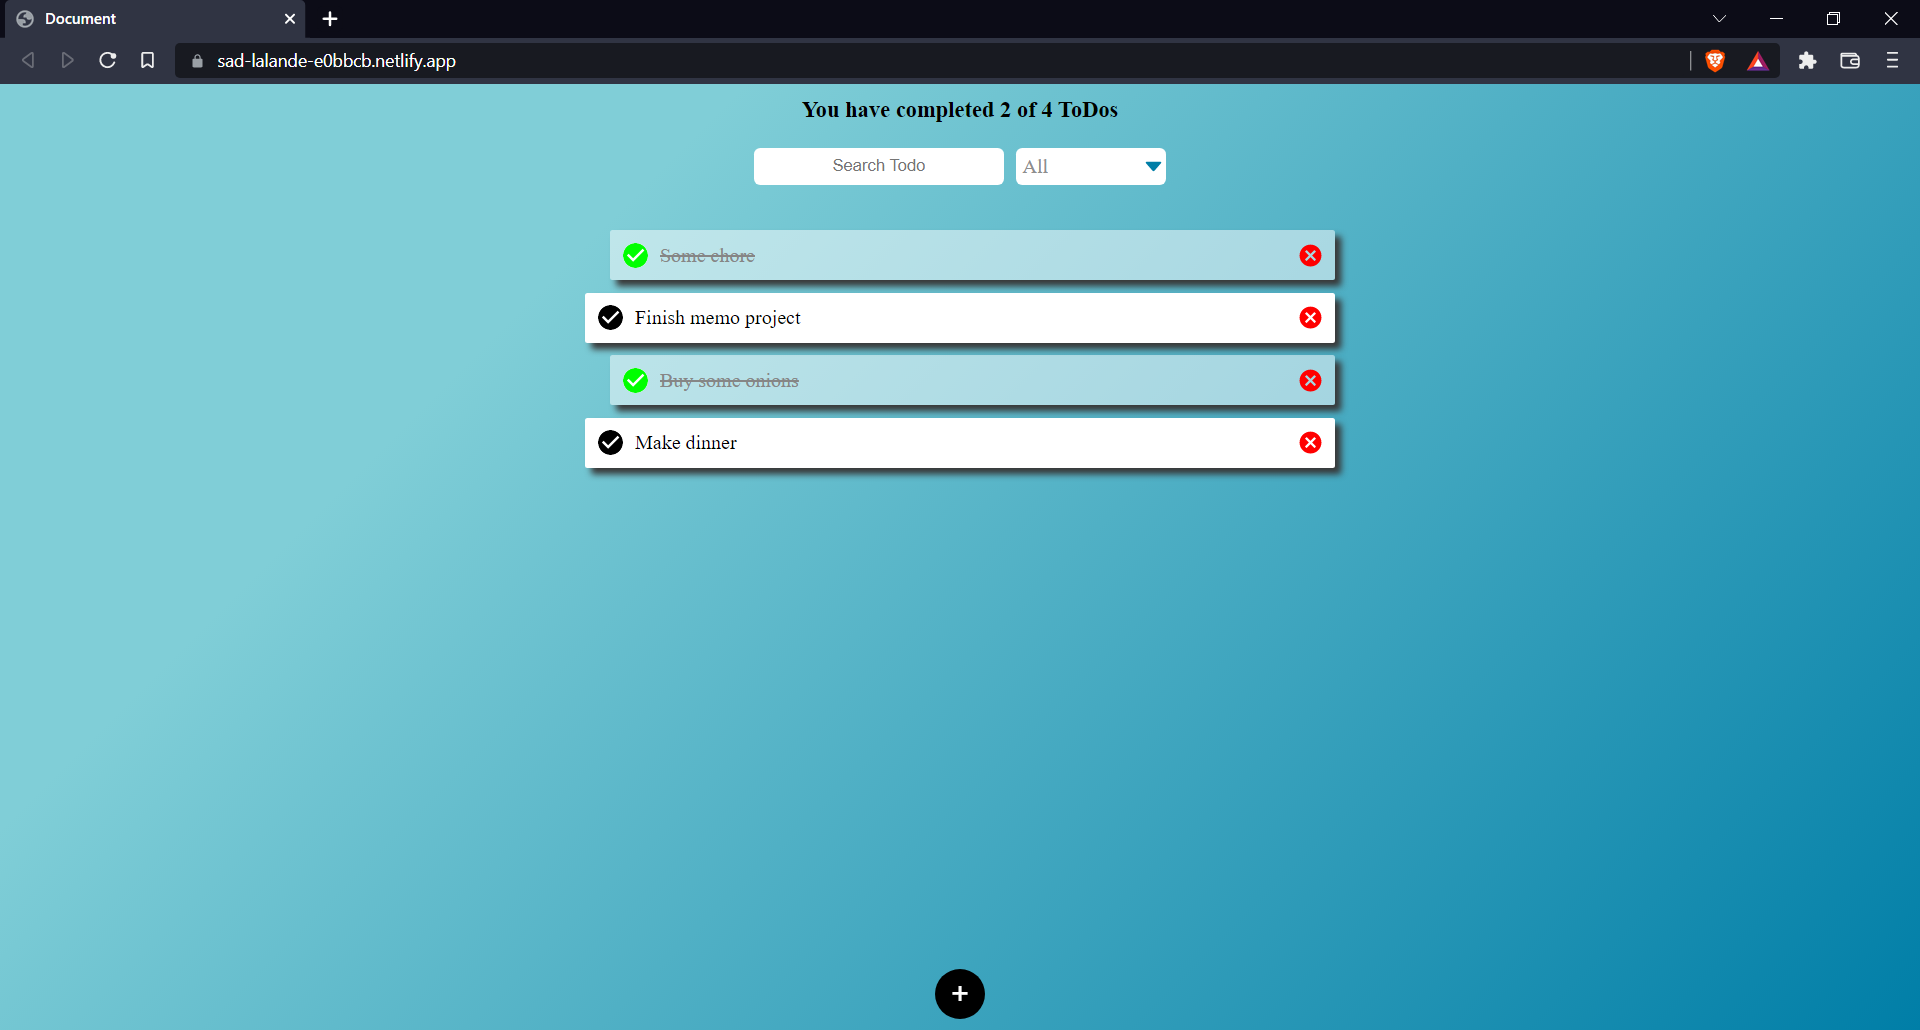 Document
sad-lalande-e0bbcb.netlify.app
You have completed 2 of 4 ToDos
Search Todo
All
Some chore
Finish memo project
Buy some onions
Make dinner